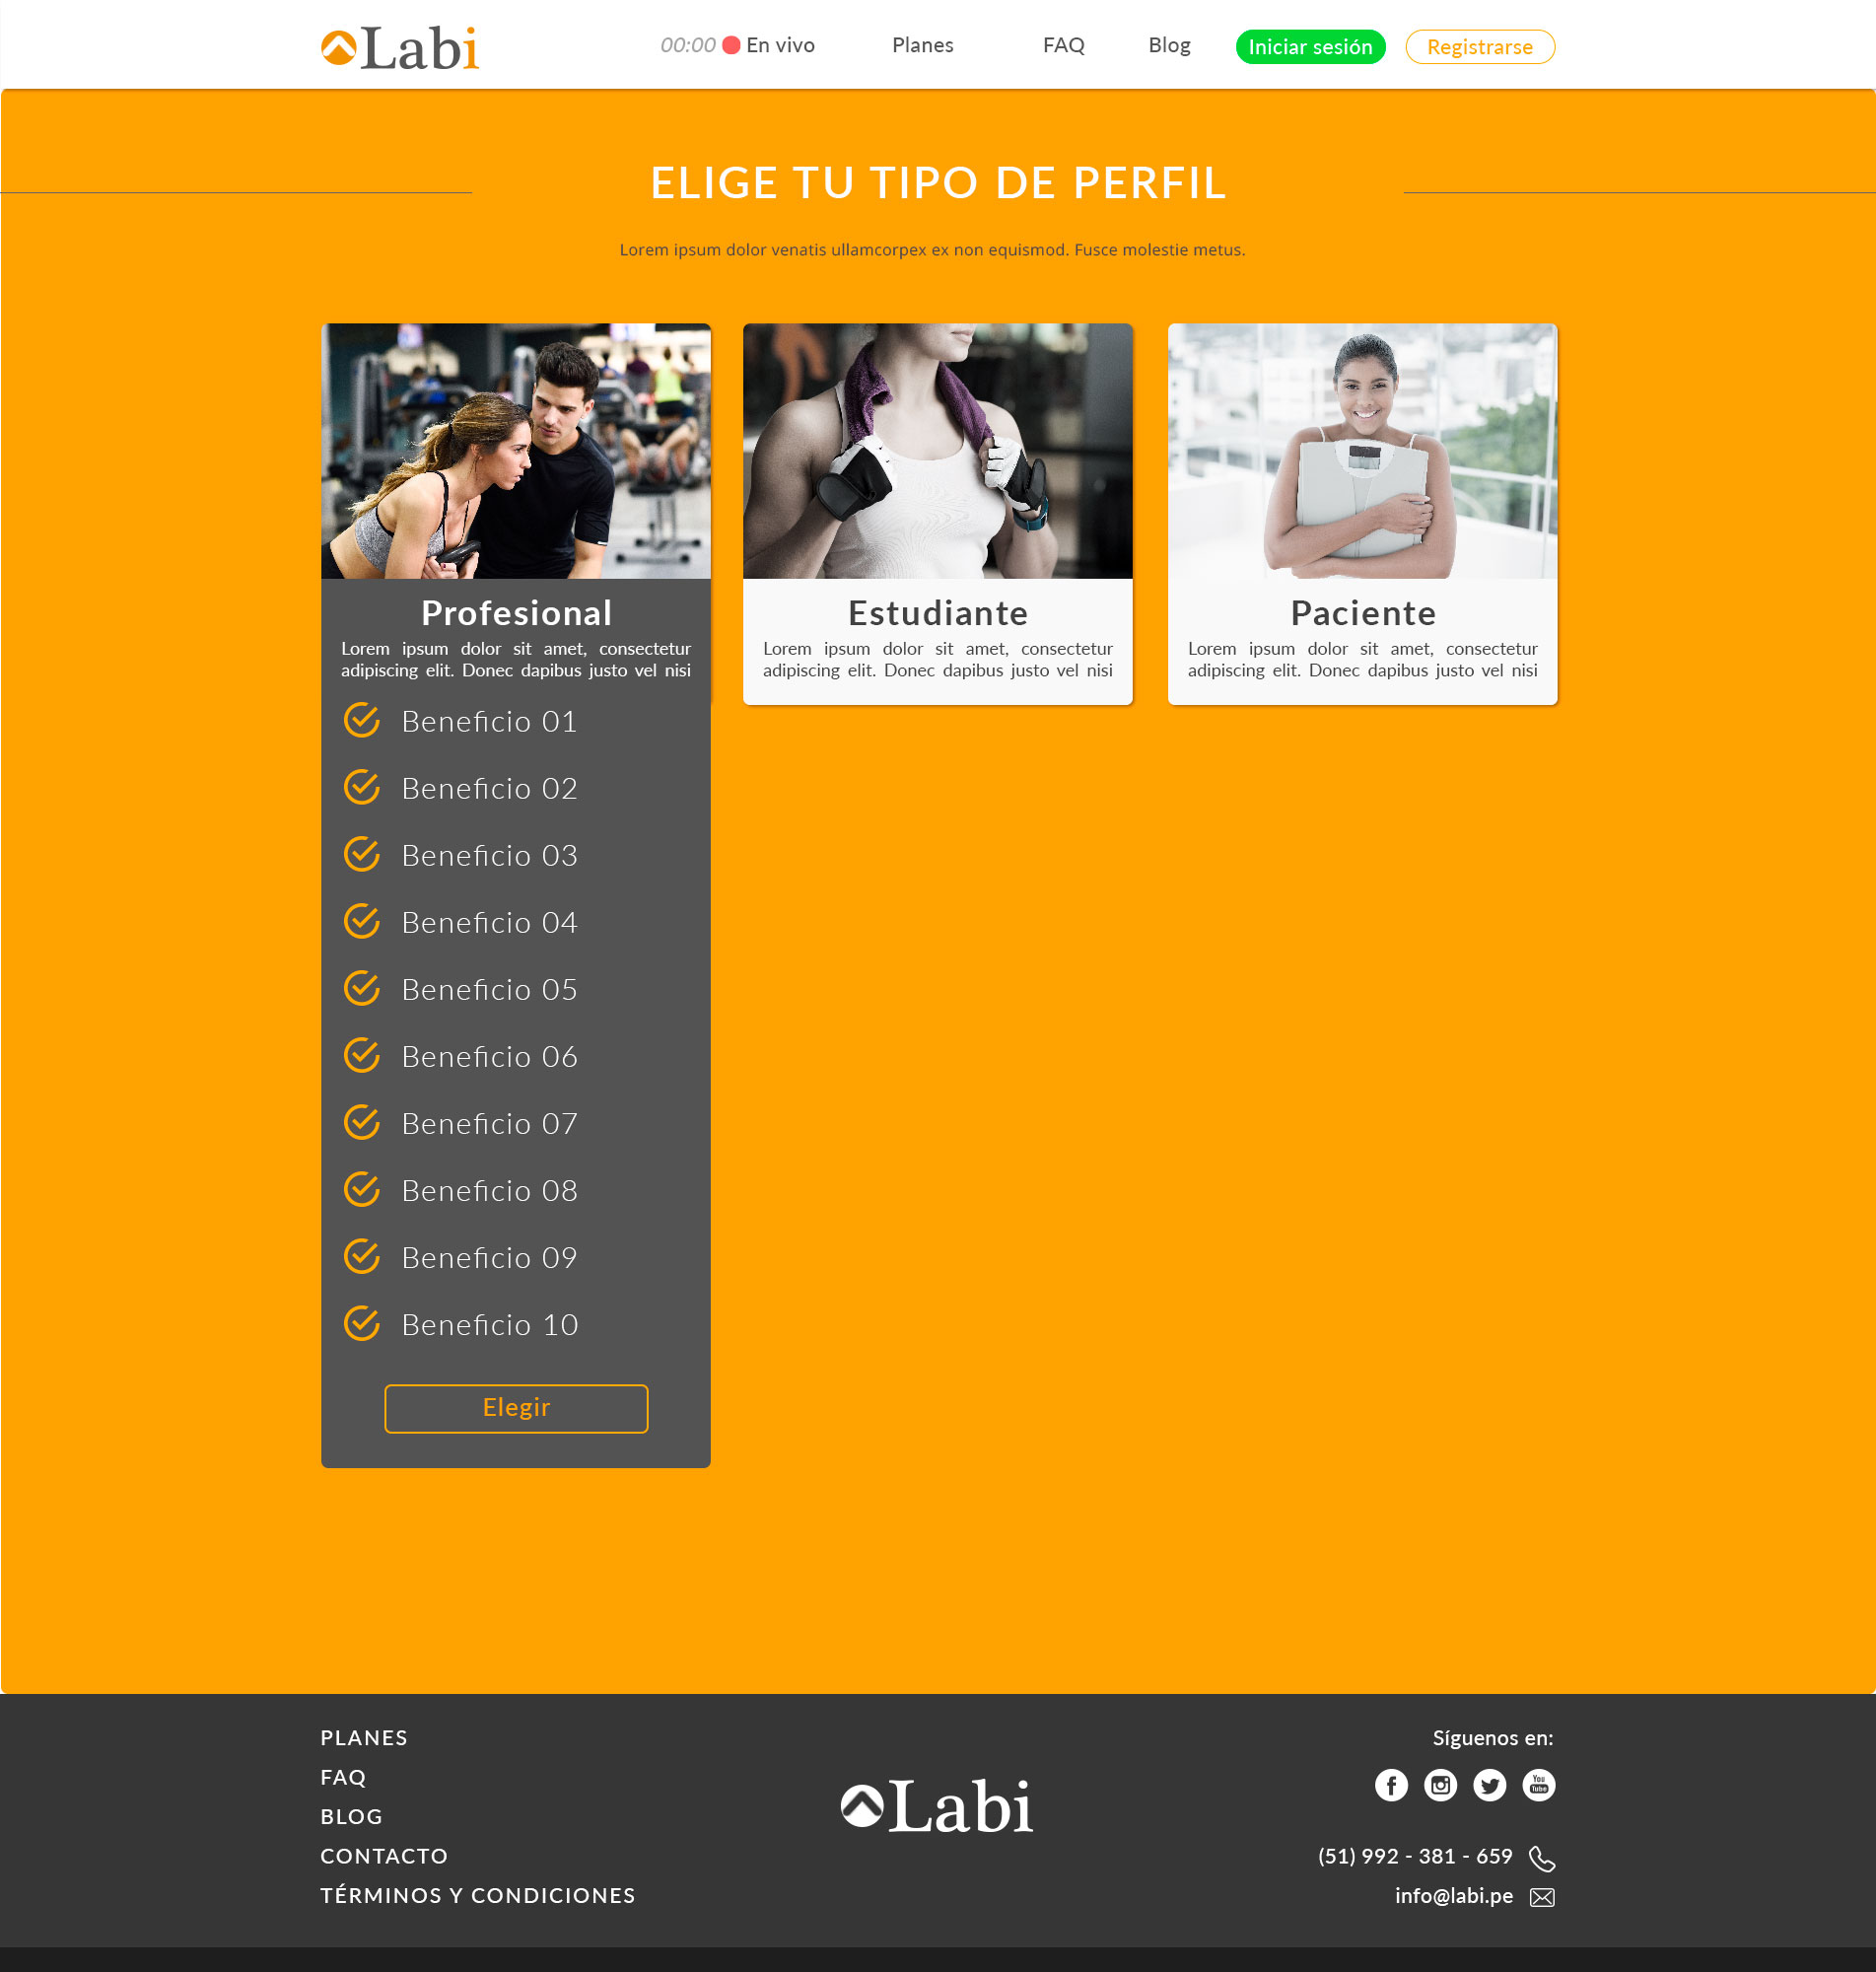 Labi
00:00 En vivo Planes FAQ Blog Iniciar sesión Registrarse
ELIGE TU TIPO DE PERFIL
Lorem ipsum dolor venatis ullamcorpex ex non equismod. Fusce molestie metus.
Profesional
Lorem ipsum dolor sit amet, consectetur
adipiscing elit. Donec dapibus justo vel nisi
Beneficio 01
Beneficio 02
Beneficio 03
Beneficio 04
Beneficio 05
Beneficio 06
Beneficio 07
Beneficio 08
Beneficio 09
Beneficio 10
Elegir
Estudiante
Lorem ipsum dolor sit amet, consectetur
adipiscing elit. Donec dapibus justo vel nisi
Paciente
Lorem ipsum dolor sit amet, consectetur
adipiscing elit. Donec dapibus justo vel nisi
PLANES
FAQ
BLOG
CONTACTO
TÉRMINOS Y CONDICIONES
Labi
Síguenos en:
You
Tube
(51) 992 - 381 - 659
info@labi.pe